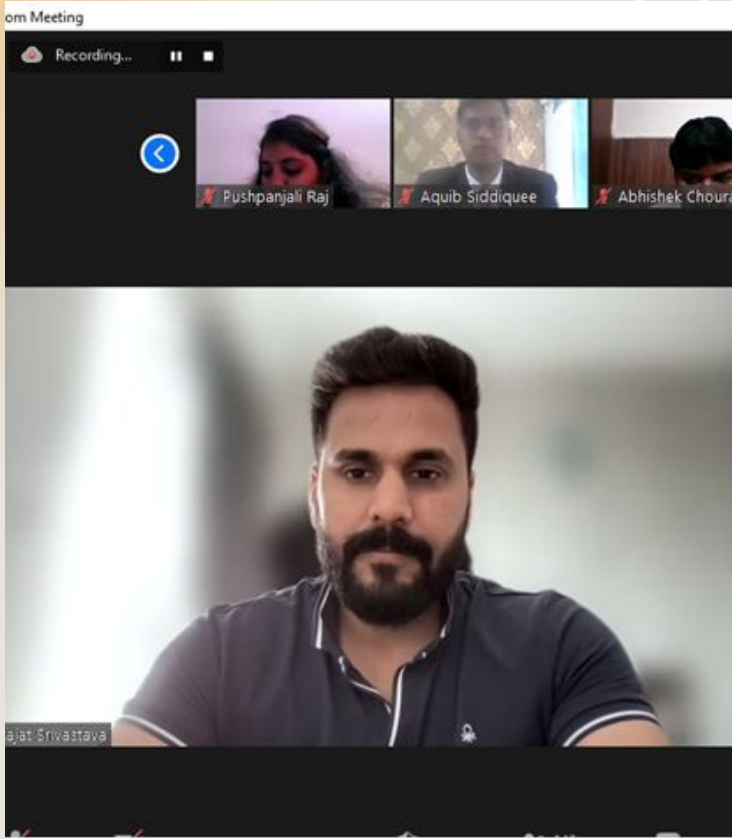 om Meeting
Recording...
Pushpanjali Raj
Aquib Siddiquee
Abhishek Choura
ajat Srivastava